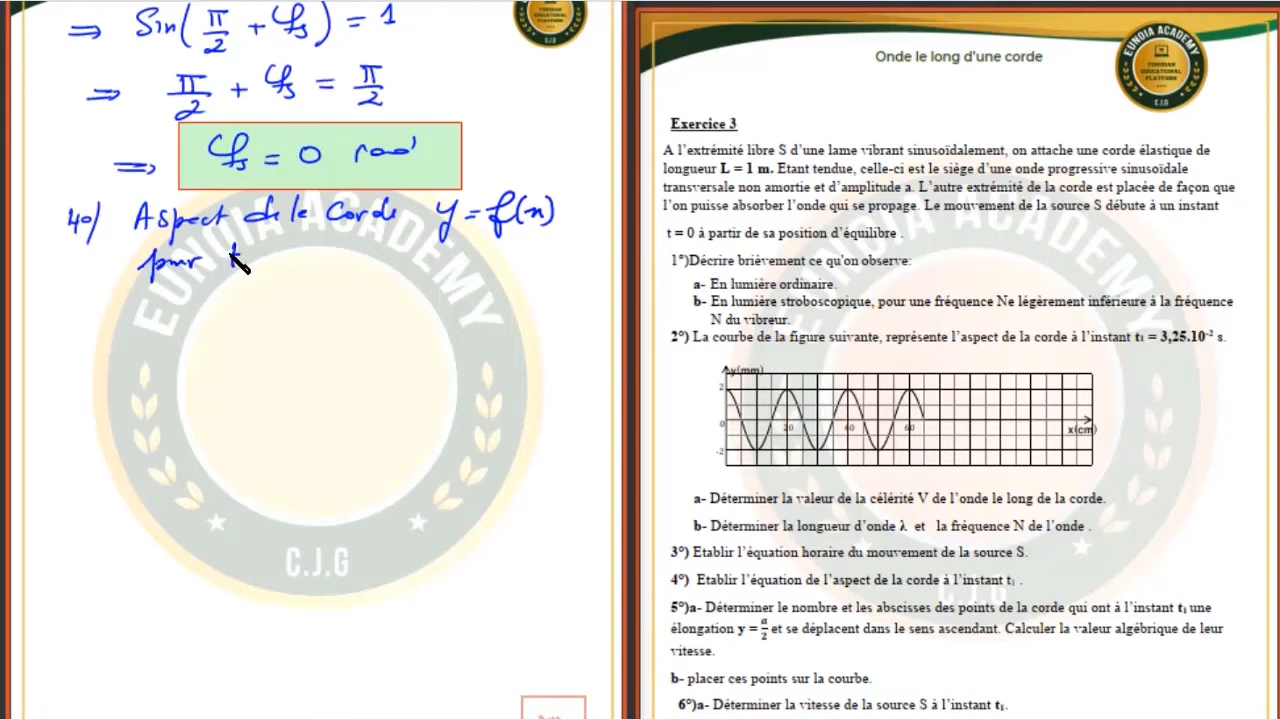 ⇒ Sin(π/2 + φs) = 1
⇒ π/2 + φs = π/2
⇒ φs = 0 rad
4°) Aspect de la Corde y = f(x)
pour t
EUNOIA ACADEMY
C.J.G
Onde le long d'une corde
EUNOIA ACADEMY
TUNISIAN
EDUCATIONAL
PLATFORM
C.J.G
Exercice 3
A l'extrémité libre S d'une lame vibrant sinusoïdalement, on attache une corde élastique de
longueur L = 1 m. Etant tendue, celle-ci est le siège d'une onde progressive sinusoïdale
transversale non amortie et d'amplitude a. L'autre extrémité de la corde est placée de façon que
l'on puisse absorber l'onde qui se propage. Le mouvement de la source S débute à un instant
t = 0 à partir de sa position d'équilibre .
1°)Décrire brièvement ce qu'on observe:
a- En lumière ordinaire.
b- En lumière stroboscopique, pour une fréquence Ne légèrement inférieure à la fréquence
N du vibreur.
2°) La courbe de la figure suivante, représente l'aspect de la corde à l'instant t₁ = 3,25.10⁻² s.
y(mm)
2
0
20 40 60
x(cm)
-2
a- Déterminer la valeur de la célérité V de l'onde le long de la corde.
b- Déterminer la longueur d'onde λ et la fréquence N de l'onde .
3°) Etablir l'équation horaire du mouvement de la source S.
4°) Etablir l'équation de l'aspect de la corde à l'instant t₁ .
5°)a- Déterminer le nombre et les abscisses des points de la corde qui ont à l'instant t₁ une
élongation y = a/2 et se déplacent dans le sens ascendant. Calculer la valeur algébrique de leur
vitesse.
b- placer ces points sur la courbe.
6°)a- Déterminer la vitesse de la source S à l'instant t₁.